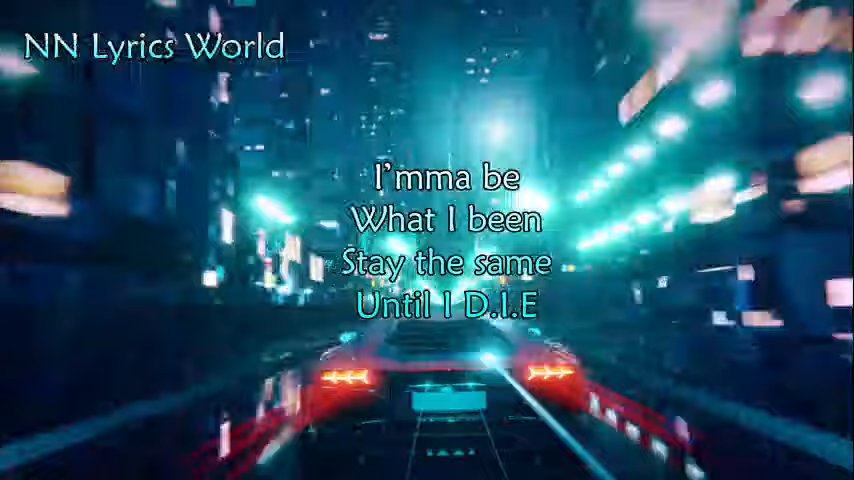 NN Lyrics World
I'mma be
What I been
Stay the same
Until I D.I.E